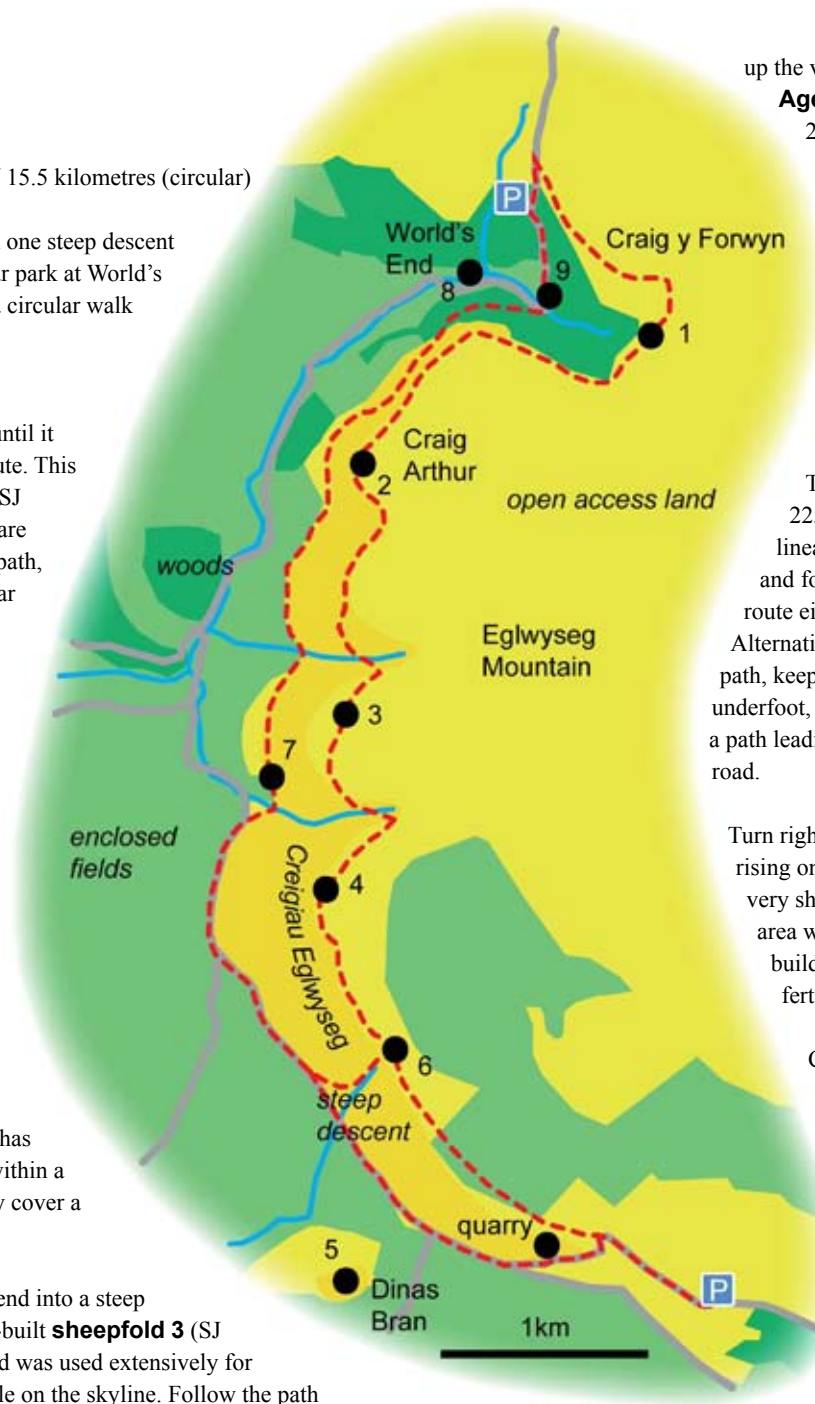 15.5 kilometres (circular)
one steep descent
ar park at World's
circular walk
until it
ute. This
(SJ
are
path,
ar
has
within a
y cover a
end into a steep
-built sheepfold 3 (SJ
d was used extensively for
le on the skyline. Follow the path
P
World's
End
8
9
Craig y Forwyn
1
Craig
Arthur
2
open access land
woods
Eglwyseg
Mountain
3
7
enclosed
fields
4
Creigiau Eglwyseg
6
steep
descent
quarry
5
Dinas
Bran
P
1km
up the v
Age
2
T
22.
linea
and fo
route ei
Alternati
path, keep
underfoot,
a path leadi
road.
Turn righ
rising on
very sh
area w
build
fert